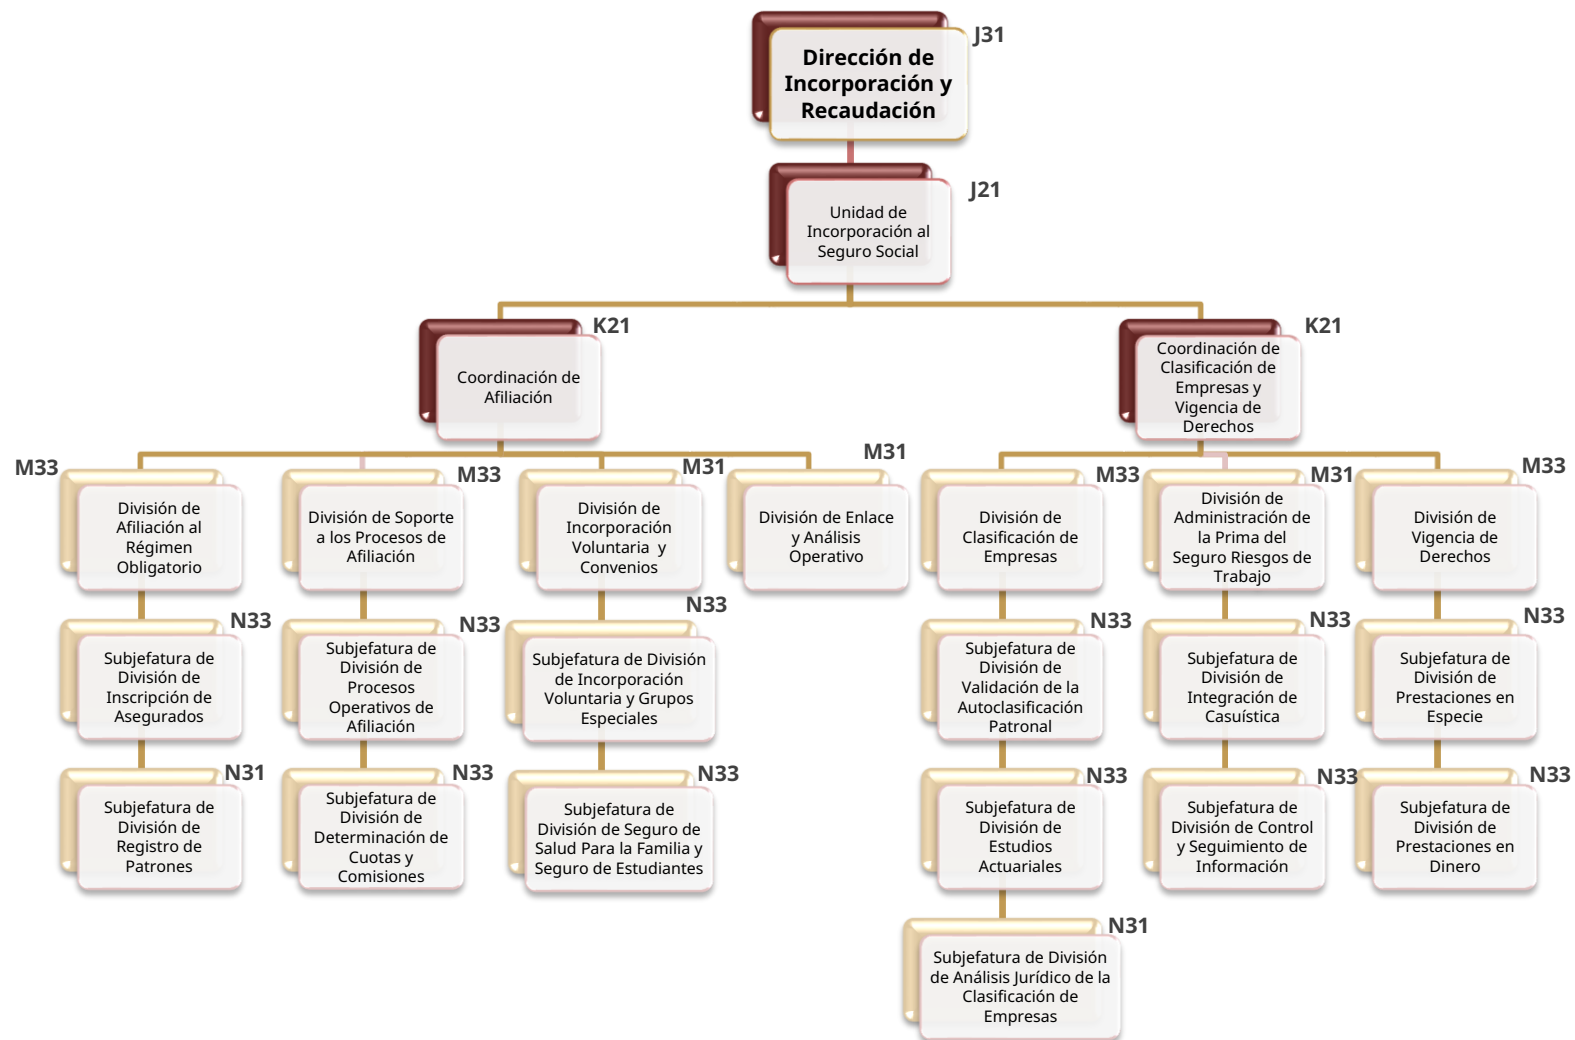 J31
Dirección de
Incorporación y
Recaudación
J21
Unidad de
Incorporación al
Seguro Social
K21
Coordinación de
Afiliación
K21
Coordinación de
Clasificación de
Empresas y
Vigencia de
Derechos
M33
División de
Afiliación al
Régimen
Obligatorio
M33
División de Soporte
a los Procesos de
Afiliación
M31
División de
Incorporación
Voluntaria y
Convenios
M31
División de Enlace
y Análisis
Operativo
M33
División de
Clasificación de
Empresas
M31
División de
Administración de
la Prima del
Seguro Riesgos de
Trabajo
M33
División de
Vigencia de
Derechos
N33
Subjefatura de
División de
Inscripción de
Asegurados
N33
Subjefatura de
División de
Procesos
Operativos de
Afiliación
N33
Subjefatura de División
de Incorporación
Voluntaria y Grupos
Especiales
N33
Subjefatura de
División de
Validación de la
Autoclasificación
Patronal
N33
Subjefatura de
División de
Integración de
Casuística
N33
Subjefatura de
División de
Prestaciones en
Especie
N31
Subjefatura de
División de
Registro de
Patrones
N33
Subjefatura de
División de
Determinación de
Cuotas y
Comisiones
N33
Subjefatura de
División de Seguro de
Salud Para la Familia y
Seguro de Estudiantes
N33
Subjefatura de
División de
Estudios
Actuariales
N33
Subjefatura de
División de Control
y Seguimiento de
Información
N33
Subjefatura de
División de
Prestaciones en
Dinero
N31
Subjefatura de División
de Análisis Jurídico de la
Clasificación de
Empresas